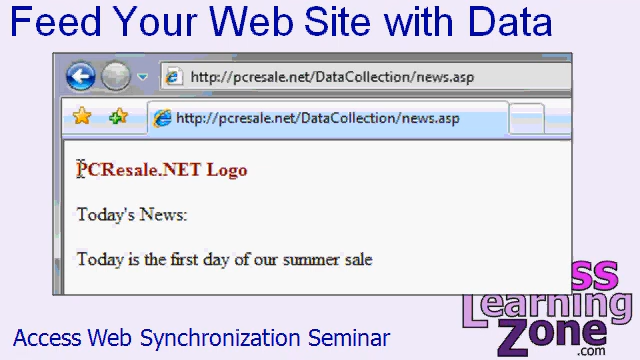 Feed Your Web Site with Data
http://pcresale.net/DataCollection/news.asp
http://pcresale.net/DataCollection/news.asp
PCResale.NET Logo
Today's News:
Today is the first day of our summer sale
Learning
Zone
.com
Access Web Synchronization Seminar